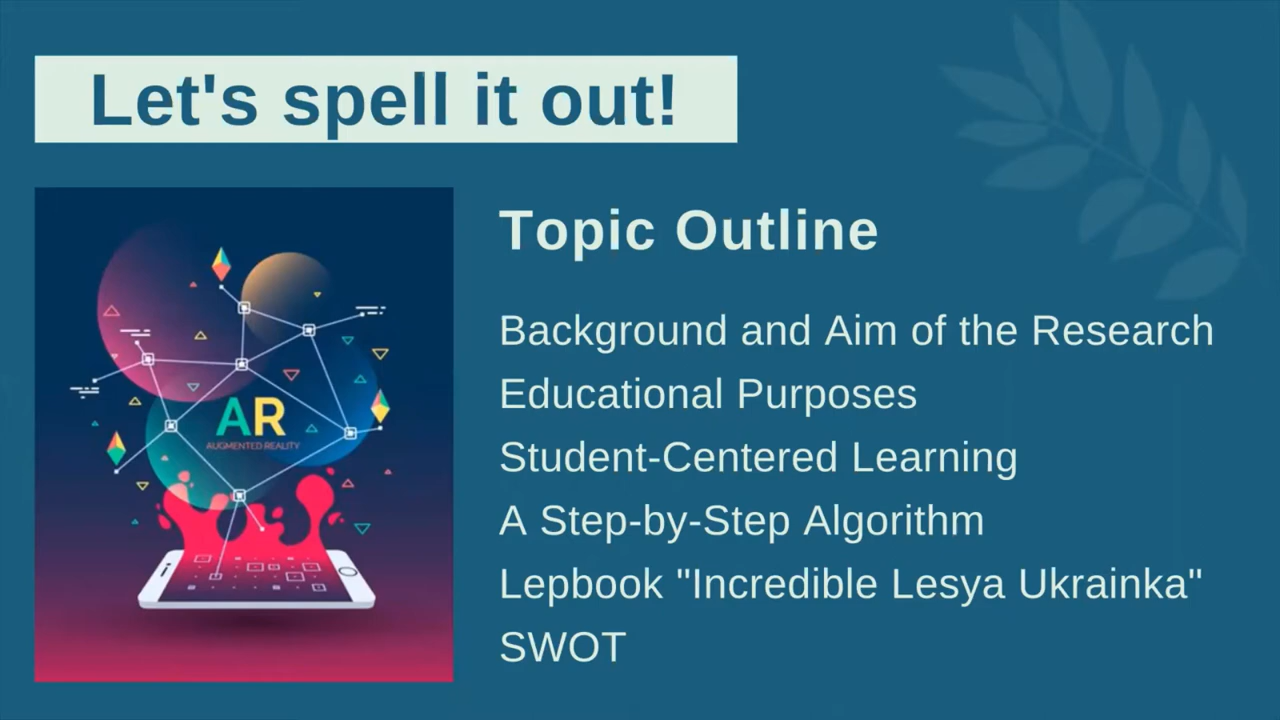 Let's spell it out!
AR
AUGMENTED REALITY
Topic Outline
Background and Aim of the Research
Educational Purposes
Student-Centered Learning
A Step-by-Step Algorithm
Lepbook "Incredible Lesya Ukrainka"
SWOT